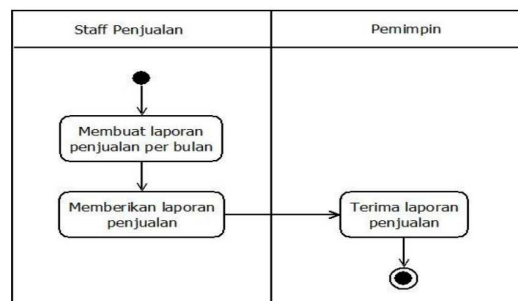 Staff Penjualan
Pemimpin
Membuat laporan
penjualan per bulan
Memberikan laporan
penjualan
Terima laporan
penjualan